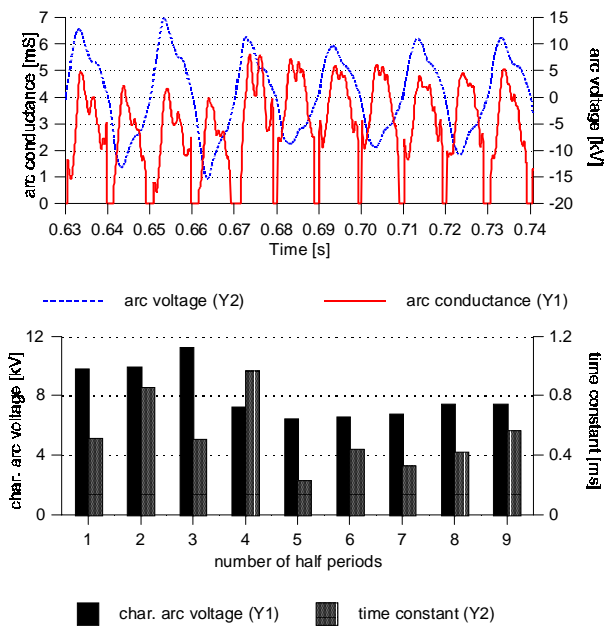 arc conductance [mS]
7
6
5
4
3
2
1
0
15
10
5
0
-5
-10
-15
-20
arc voltage [kV]
0.63 0.64 0.65 0.66 0.67 0.68 0.69 0.70 0.71 0.72 0.73 0.74
Time [s]
arc voltage (Y2) arc conductance (Y1)
char. arc voltage [kV]
12
8
4
0
1.2
0.8
0.4
0
time constant [ms]
1 2 3 4 5 6 7 8 9
number of half periods
char. arc voltage (Y1) time constant (Y2)